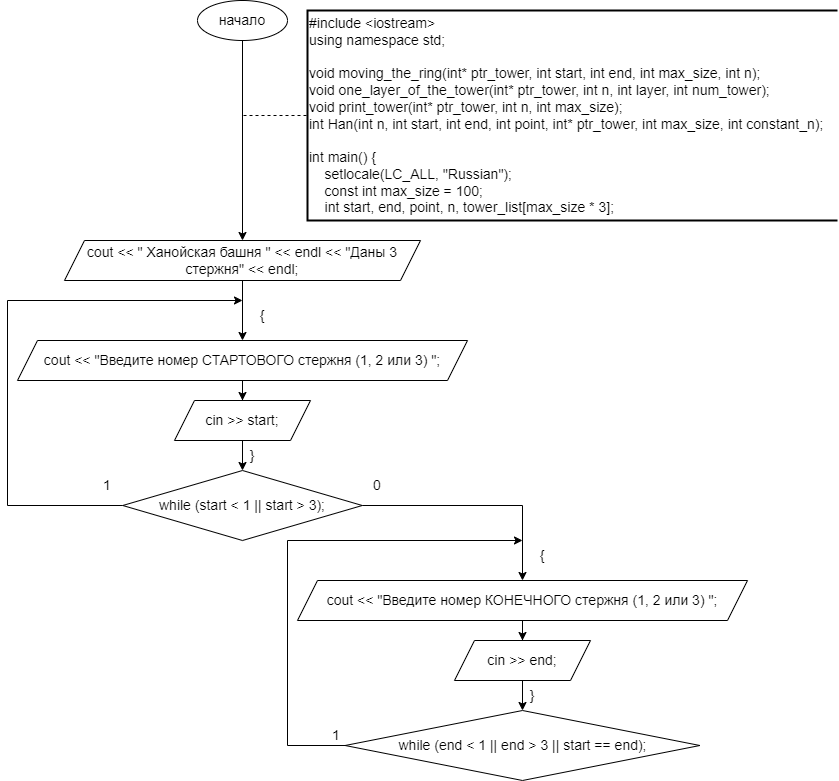 начало
#include <iostream>
using namespace std;
void moving_the_ring(int* ptr_tower, int start, int end, int max_size, int n);
void one_layer_of_the_tower(int* ptr_tower, int n, int layer, int num_tower);
void print_tower(int* ptr_tower, int n, int max_size);
int Han(int n, int start, int end, int point, int* ptr_tower, int max_size, int constant_n);
int main() {
setlocale(LC_ALL, "Russian");
const int max_size = 100;
int start, end, point, n, tower_list[max_size * 3];
cout << " Ханойская башня " << endl << "Даны 3
стержня" << endl;
{
cout << "Введите номер СТАРТОВОГО стержня (1, 2 или 3) ";
cin >> start;
}
1
0
while (start < 1 || start > 3);
{
cout << "Введите номер КОНЕЧНОГО стержня (1, 2 или 3) ";
cin >> end;
}
1
while (end < 1 || end > 3 || start == end);